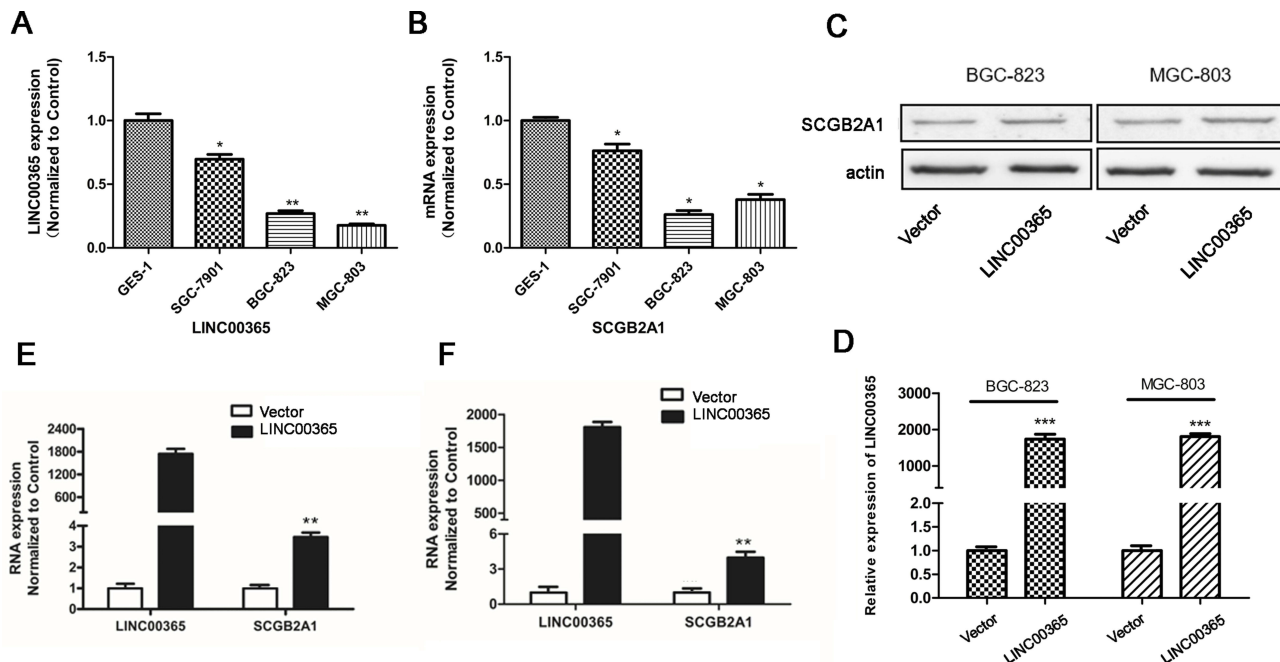 A
LINC00365 expression
(Normalized to Control)
1.5
1.0
0.5
0.0
*
**
**
GES-1
SGC-7901
BGC-823
MGC-803
LINC00365
B
mRNA expression
(Normalized to Control)
1.5
1.0
0.5
0.0
*
*
*
GES-1
SGC-7901
BGC-823
MGC-803
SCGB2A1
C
BGC-823
MGC-803
SCGB2A1
actin
Vector
LINC00365
Vector
LINC00365
E
Vector
LINC00365
RNA expression
Normalized to Control
2400
1800
1200
600
4
3
2
1
0
**
LINC00365
SCGB2A1
F
Vector
LINC00365
RNA expression
Normalized to Control
2000
1500
1000
500
6
3
0
**
LINC00365
SCGB2A1
D
Relative expression of LINC00365
BGC-823
MGC-803
3000
2000
1000
2.0
1.5
1.0
0.5
0.0
***
***
Vector
LINC00365
Vector
LINC00365